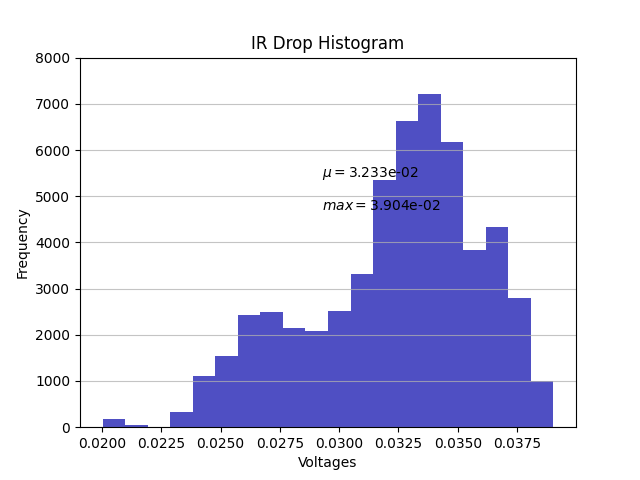 IR Drop Histogram
8000
7000
6000
5000
4000
3000
2000
1000
0
Frequency
μ = 3.233e-02
max = 3.904e-02
0.0200 0.0225 0.0250 0.0275 0.0300 0.0325 0.0350 0.0375
Voltages